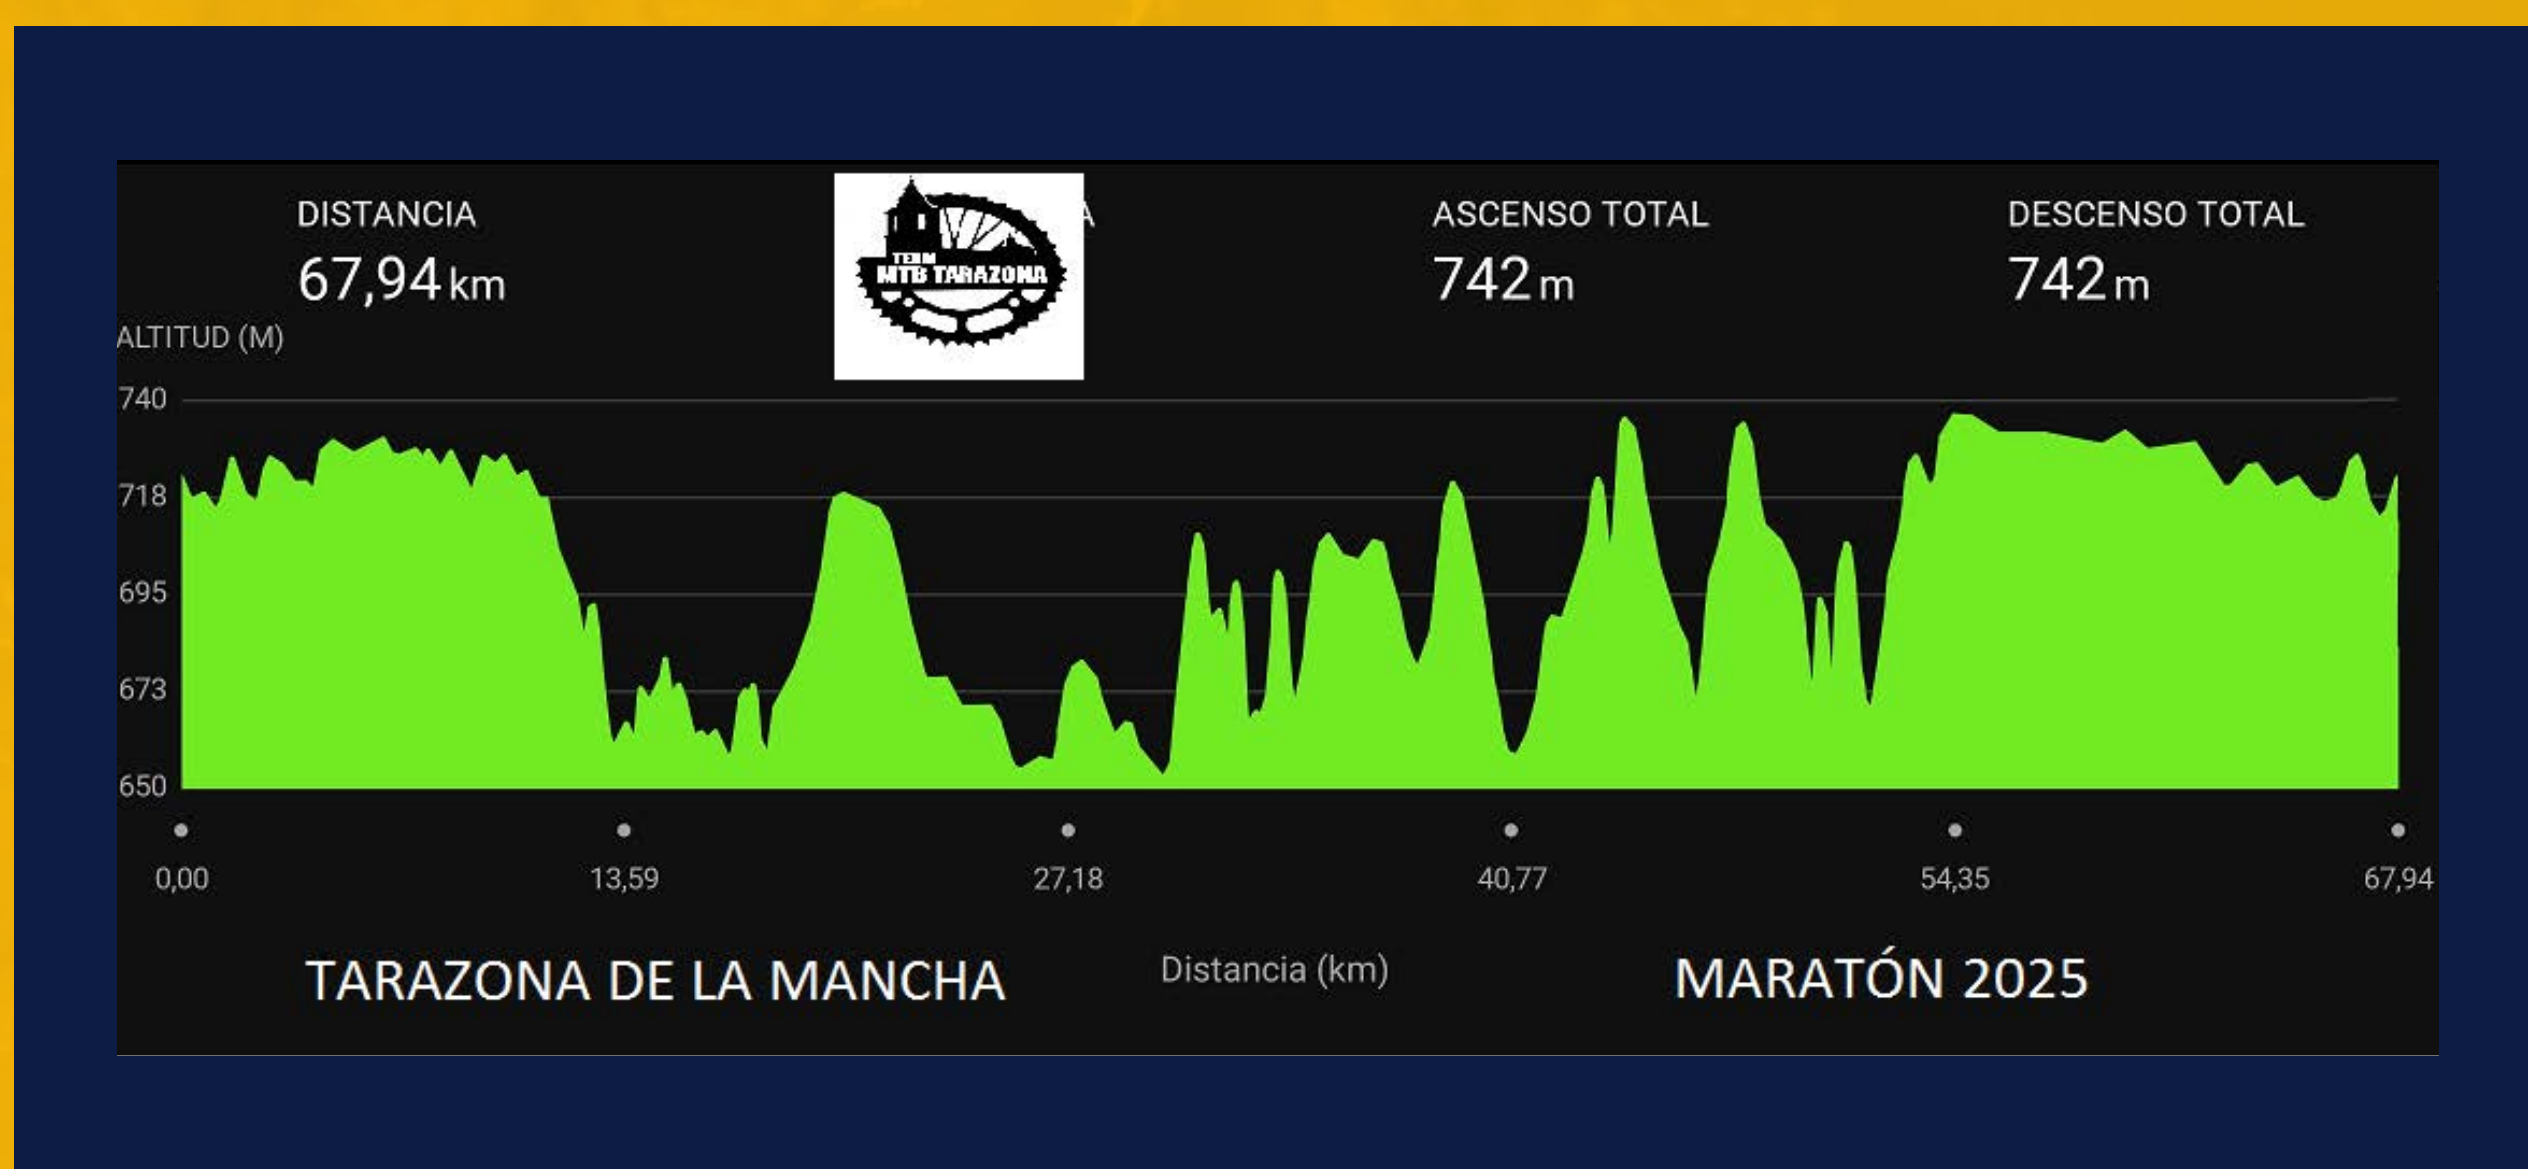 DISTANCIA
67,94 km
TEAM
MTB TARAZONA
A
ASCENSO TOTAL
742 m
DESCENSO TOTAL
742 m
ALTITUD (M)
740
718
695
673
650
0,00
13,59
27,18
40,77
54,35
67,94
TARAZONA DE LA MANCHA
Distancia (km)
MARATÓN 2025